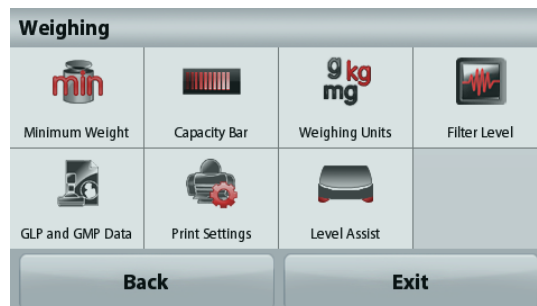 Weighing
min
g kg
mg
Minimum Weight
Capacity Bar
Weighing Units
Filter Level
GLP and GMP Data
Print Settings
Level Assist
Back
Exit